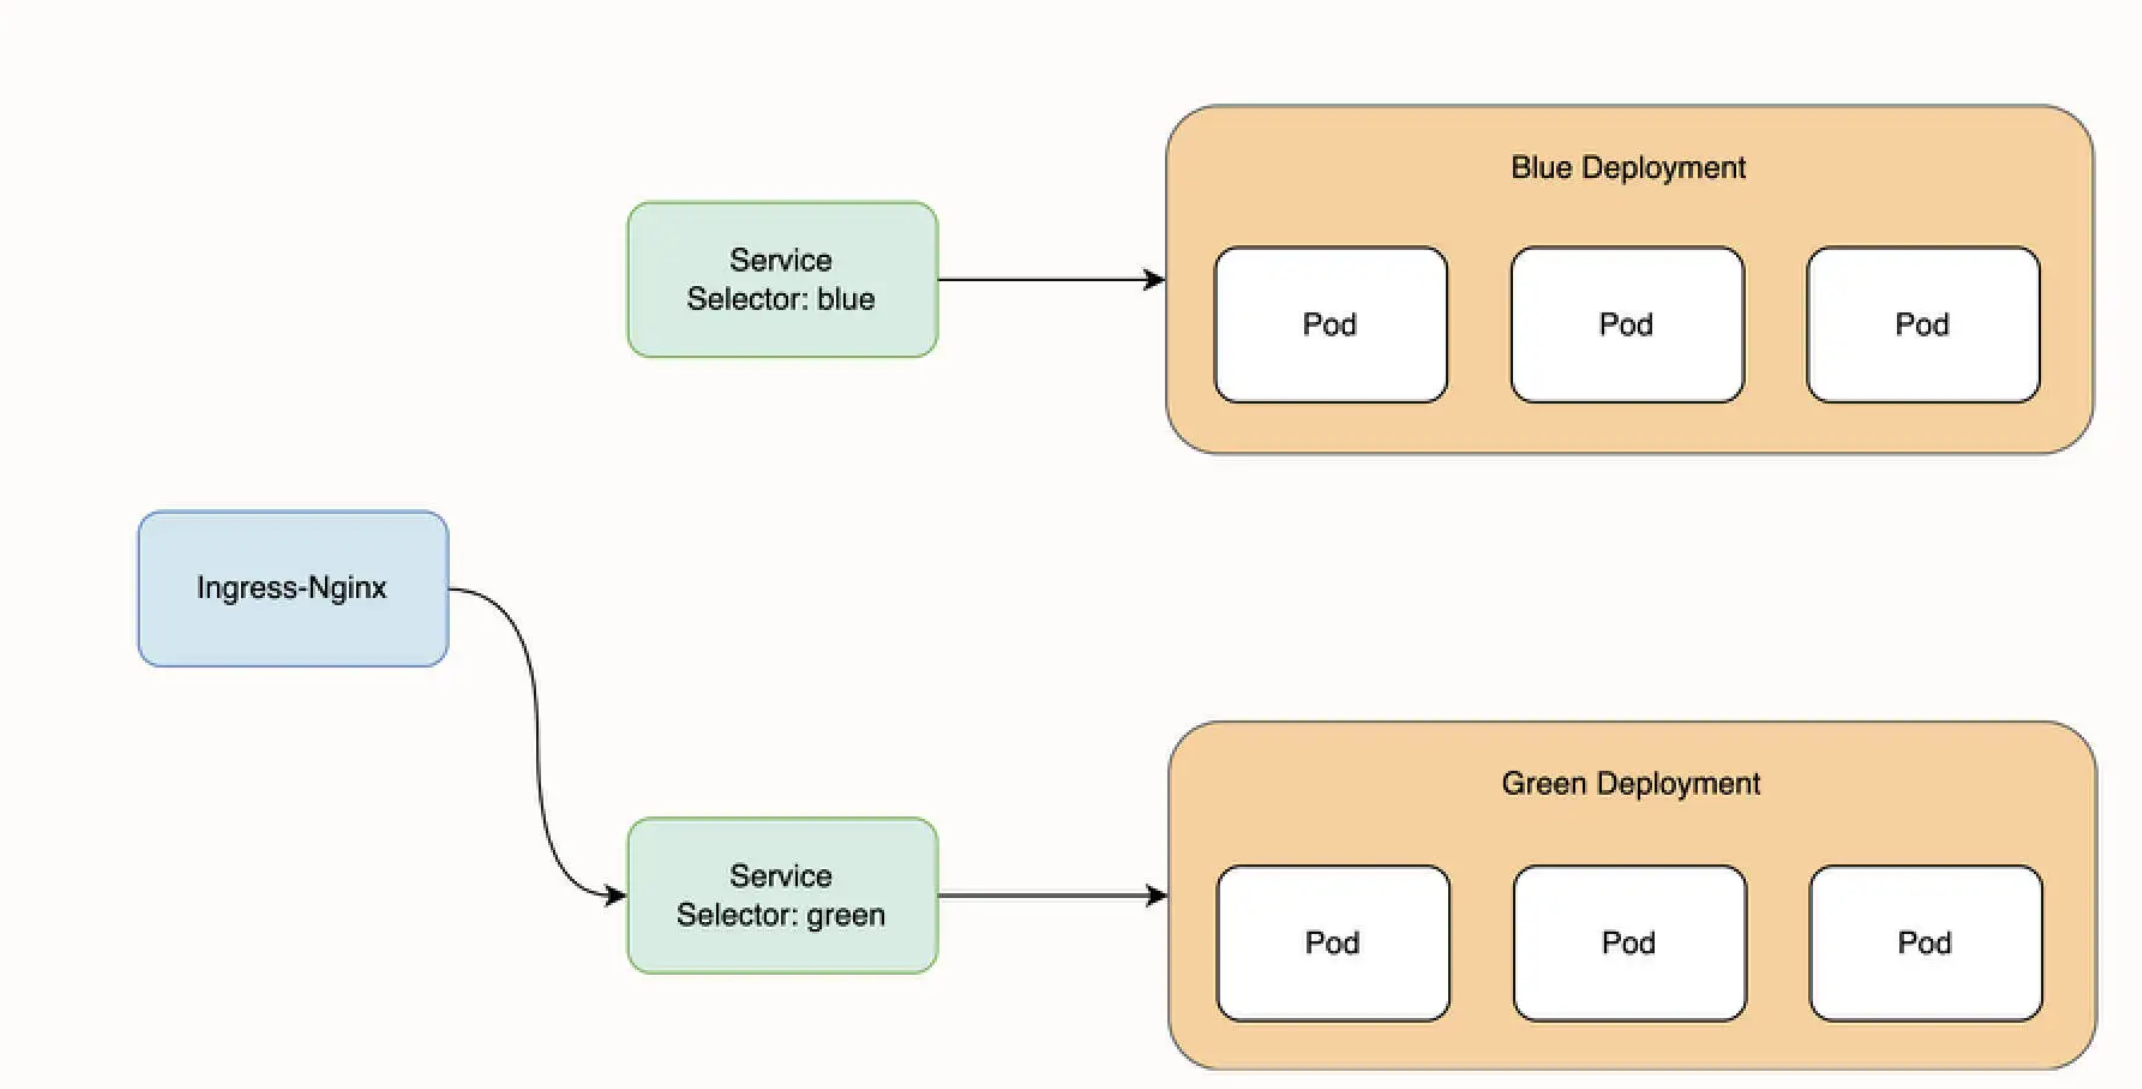 Blue Deployment
Service
Selector: blue
Pod
Pod
Pod
Ingress-Nginx
Green Deployment
Service
Selector: green
Pod
Pod
Pod